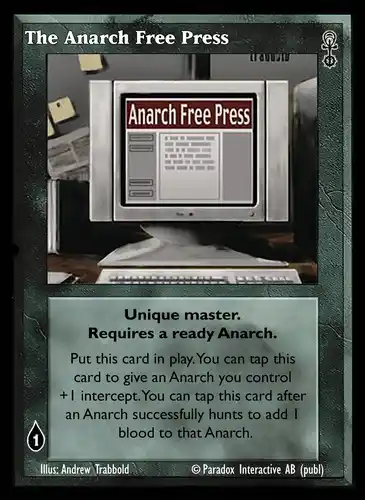 The Anarch Free Press
Anarch Free Press
Unique master.
Requires a ready Anarch.
Put this card in play.You can tap this
card to give an Anarch you control
+1 intercept.You can tap this card after
an Anarch successfully hunts to add 1
blood to that Anarch.
1
Illus: Andrew Trabbold © Paradox Interactive AB (publ)